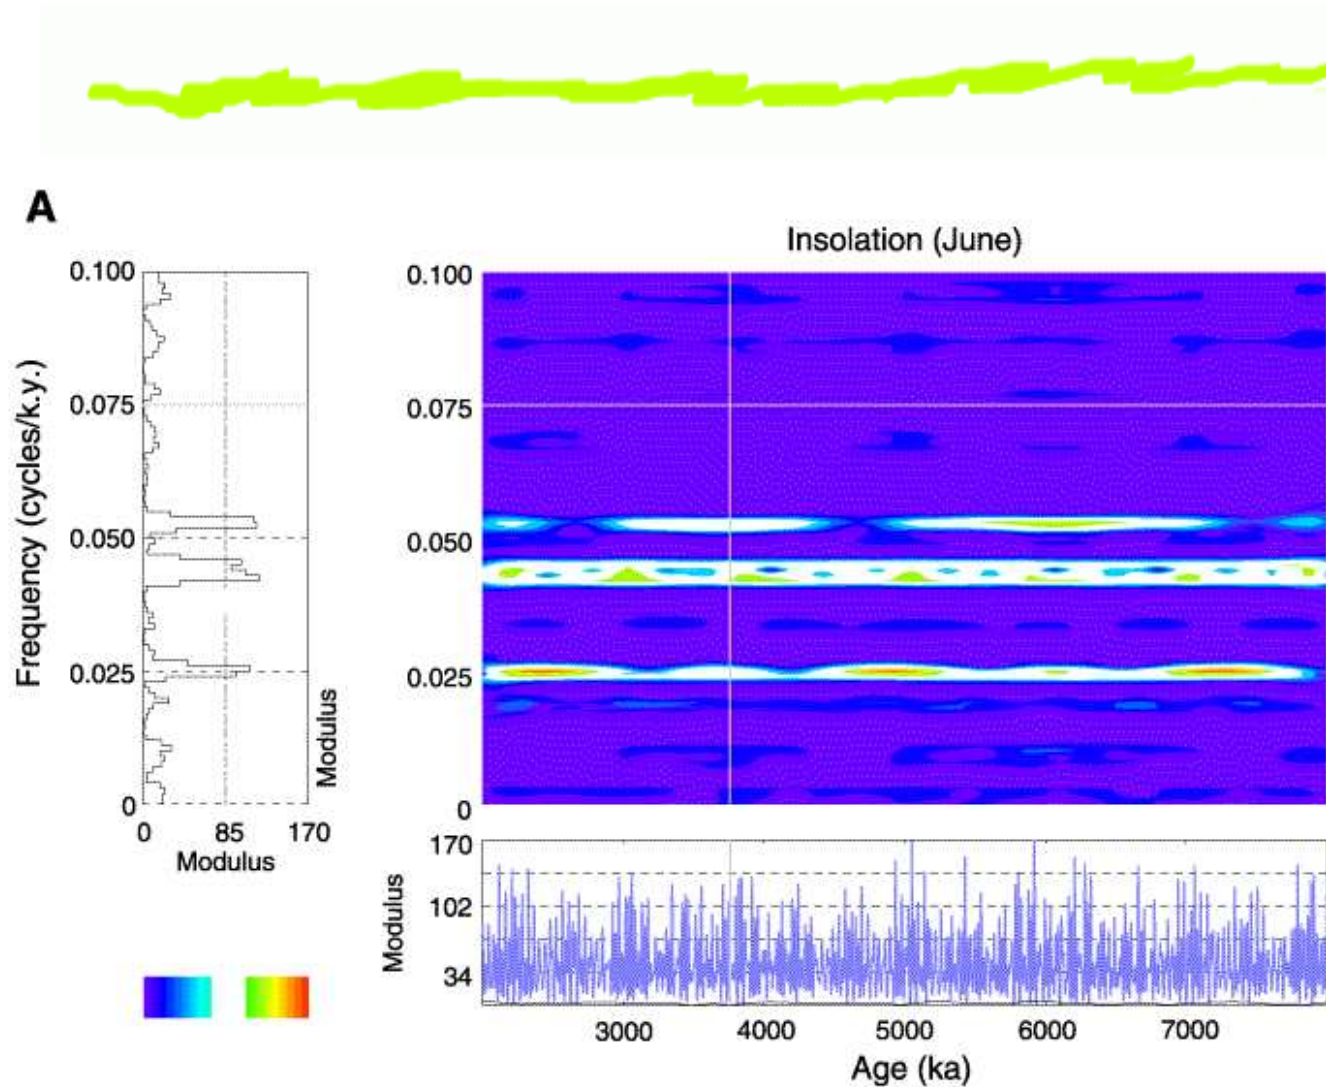 A
Insolation (June)
0.100
0.075
0.050
0.025
0
Frequency (cycles/k.y.)
0 85 170
Modulus
Modulus
0.100
0.075
0.050
0.025
0
170
102
34
Modulus
3000 4000 5000 6000 7000
Age (ka)